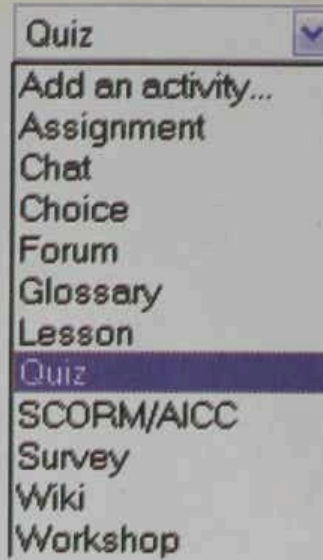 Quiz
Add an activity...
Assignment
Chat
Choice
Forum
Glossary
Lesson
Quiz
SCORM/AICC
Survey
Wiki
Workshop